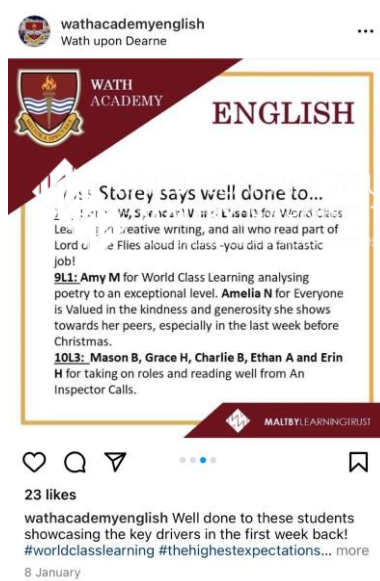 wathacademyenglish
Wath upon Dearne
WATH
ACADEMY
ENGLISH
Storey says well done to...
W, Spencer W and Elise D for World Class
creative writing, and all who read part of
Lord of the Flies aloud in class -you did a fantastic
job!
9L1: Amy M for World Class Learning analysing
poetry to an exceptional level. Amelia N for Everyone
is Valued in the kindness and generosity she shows
towards her peers, especially in the last week before
Christmas.
10L3: Mason B, Grace H, Charlie B, Ethan A and Erin
H for taking on roles and reading well from An
Inspector Calls.
MALTBYLEARNINGTRUST
23 likes
wathacademyenglish Well done to these students
showcasing the key drivers in the first week back!
#worldclasslearning #thehighestexpectations... more
8 January